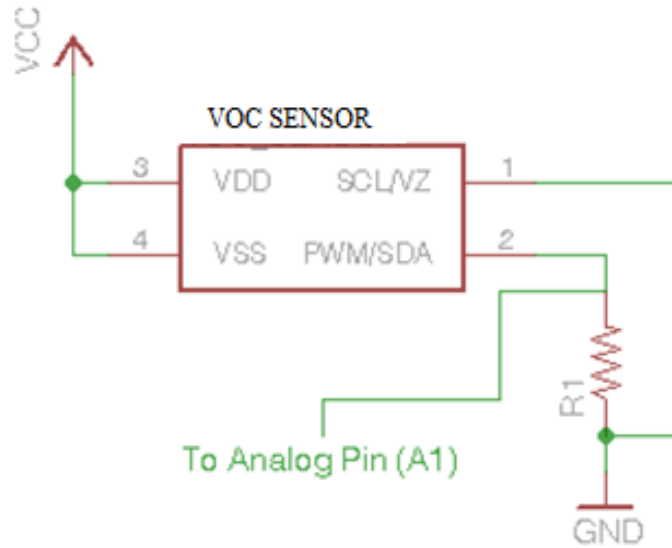 VCC
VOC SENSOR
3 VDD SCL/VZ 1
4 VSS PWM/SDA 2
R1
To Analog Pin (A1)
GND